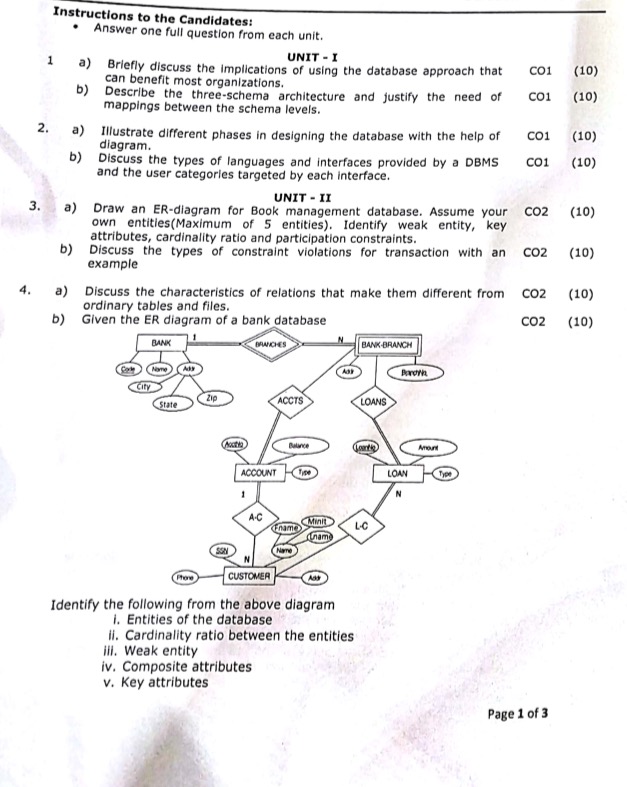 Instructions to the Candidates:
• Answer one full question from each unit.
UNIT - I
1 a) Briefly discuss the implications of using the database approach that CO1 (10)
can benefit most organizations.
b) Describe the three-schema architecture and justify the need of CO1 (10)
mappings between the schema levels.
2. a) Illustrate different phases in designing the database with the help of CO1 (10)
diagram.
b) Discuss the types of languages and interfaces provided by a DBMS CO1 (10)
and the user categories targeted by each interface.
UNIT - II
3. a) Draw an ER-diagram for Book management database. Assume your CO2 (10)
own entities(Maximum of 5 entities). Identify weak entity, key
attributes, cardinality ratio and participation constraints.
b) Discuss the types of constraint violations for transaction with an CO2 (10)
example
4. a) Discuss the characteristics of relations that make them different from CO2 (10)
ordinary tables and files.
b) Given the ER diagram of a bank database CO2 (10)
BANK 1 BRANCHES N BANK-BRANCH
Code Name Addr Addr
City State Zip
ACCTS LOANS
AcctNo Balance LoanNo Amount
ACCOUNT Type LOAN Type
1 N
A-C Fname Minit Lname L-C
SSN Name
N
Phone CUSTOMER Addr
Identify the following from the above diagram
i. Entities of the database
ii. Cardinality ratio between the entities
iii. Weak entity
iv. Composite attributes
v. Key attributes
Page 1 of 3